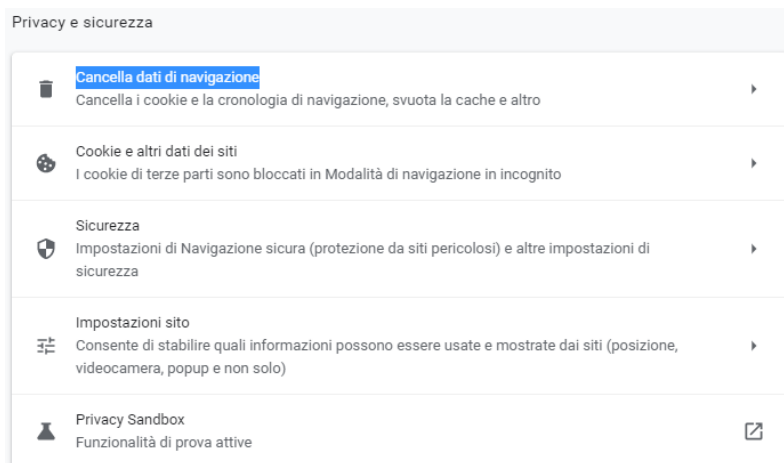 Privacy e sicurezza
Cancella dati di navigazione
Cancella i cookie e la cronologia di navigazione, svuota la cache e altro
Cookie e altri dati dei siti
I cookie di terze parti sono bloccati in Modalità di navigazione in incognito
Sicurezza
Impostazioni di Navigazione sicura (protezione da siti pericolosi) e altre impostazioni di
sicurezza
Impostazioni sito
Consente di stabilire quali informazioni possono essere usate e mostrate dai siti (posizione,
videocamera, popup e non solo)
Privacy Sandbox
Funzionalità di prova attive